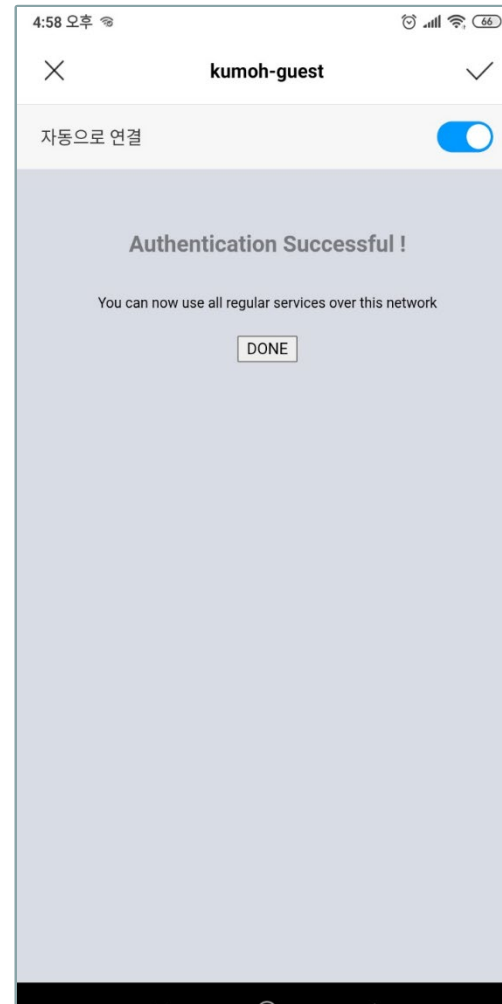 4:58 오후
66
kumoh-guest
자동으로 연결
Authentication Successful !
You can now use all regular services over this network
DONE